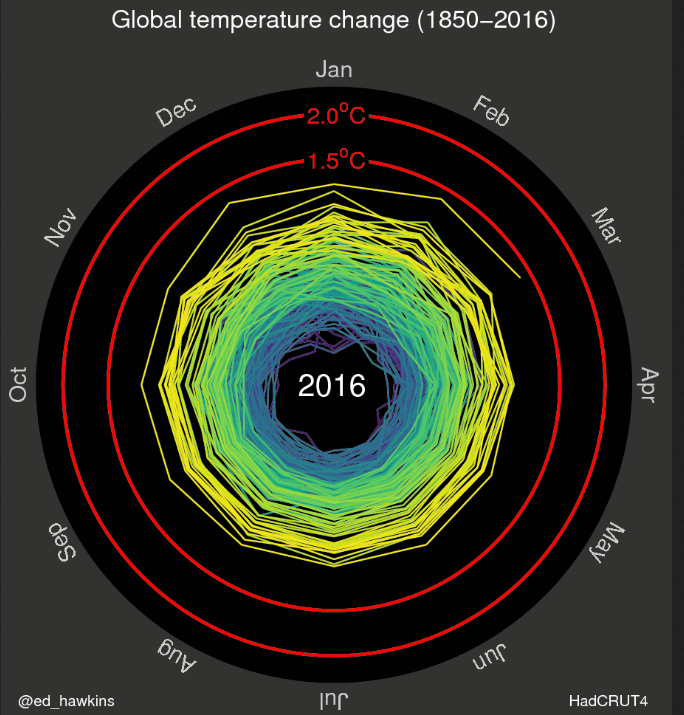 Global temperature change (1850−2016)
Jan
Dec
Feb
2.0°C
1.5°C
Nov
Mar
Oct
2016
Apr
Sep
May
Aug
Jun
Jul
@ed_hawkins
HadCRUT4